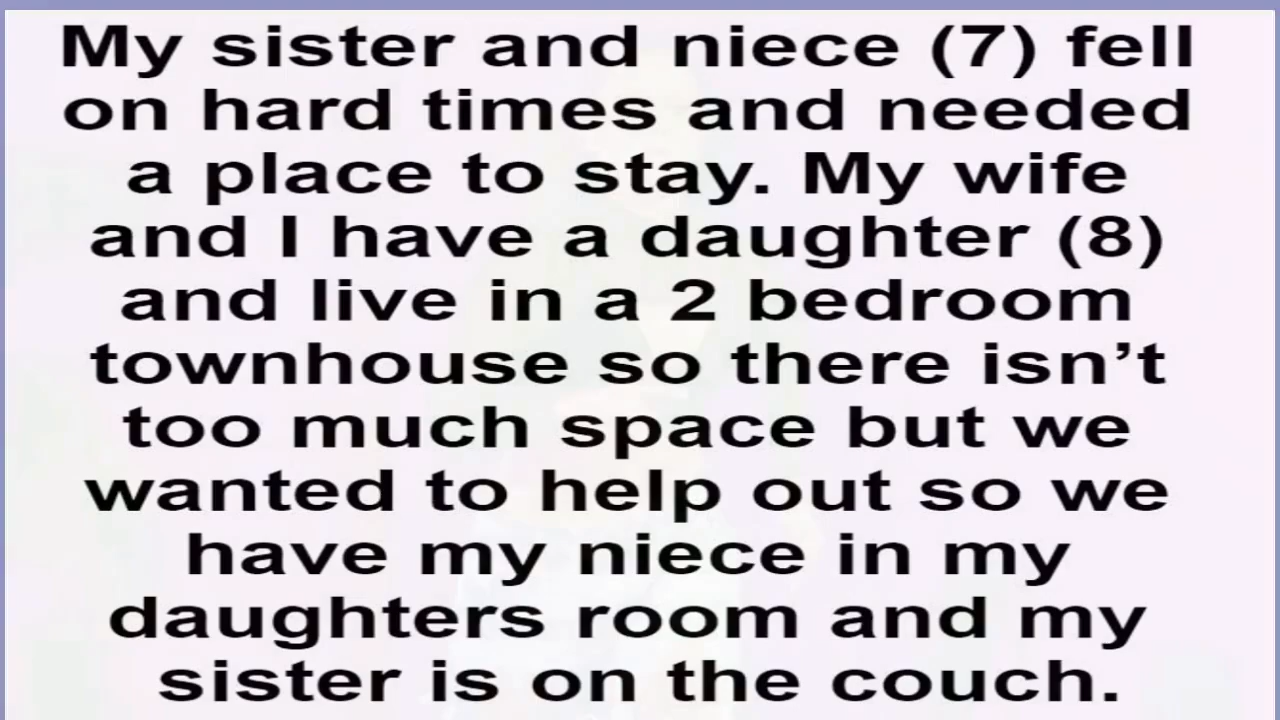 My sister and niece (7) fell
on hard times and needed
a place to stay. My wife
and I have a daughter (8)
and live in a 2 bedroom
townhouse so there isn’t
too much space but we
wanted to help out so we
have my niece in my
daughters room and my
sister is on the couch.